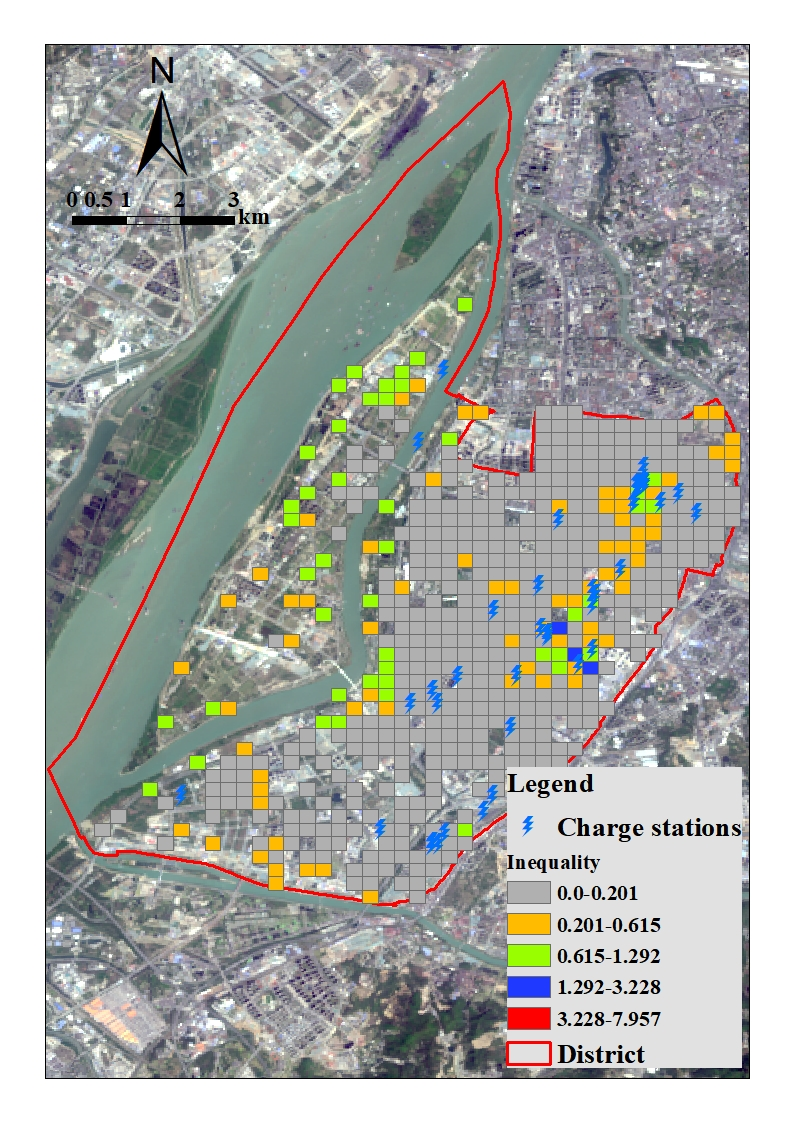 N
0 0.5 1 2 3
km
Legend
Charge stations
Inequality
0.0-0.201
0.201-0.615
0.615-1.292
1.292-3.228
3.228-7.957
District